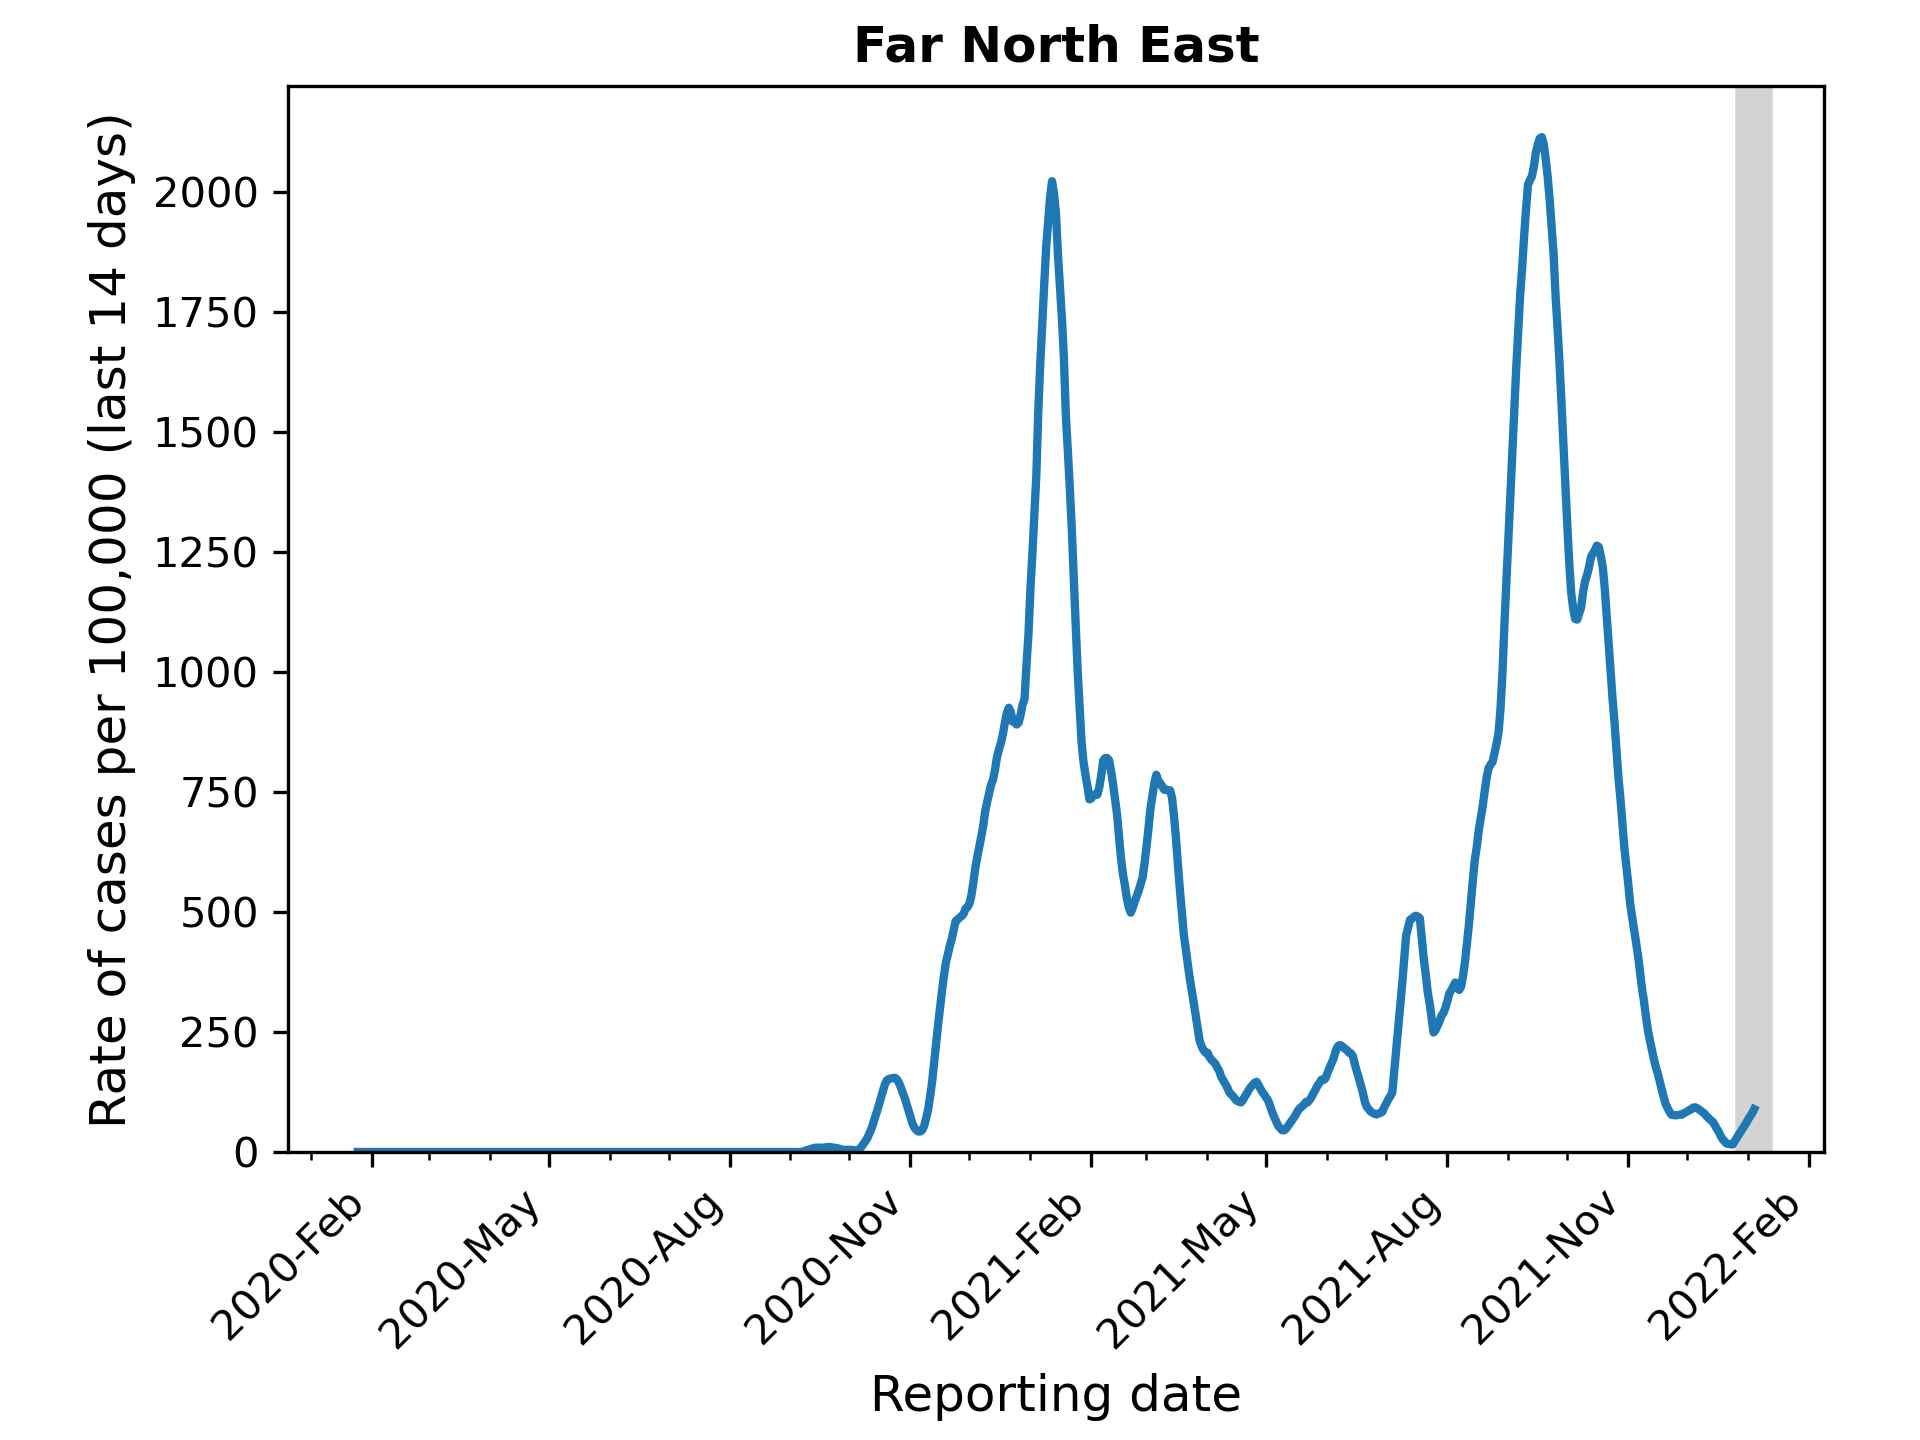 Far North East
Rate of cases per 100,000 (last 14 days)
2000
1750
1500
1250
1000
750
500
250
0
2020-Feb
2020-May
2020-Aug
2020-Nov
2021-Feb
2021-May
2021-Aug
2021-Nov
2022-Feb
Reporting date